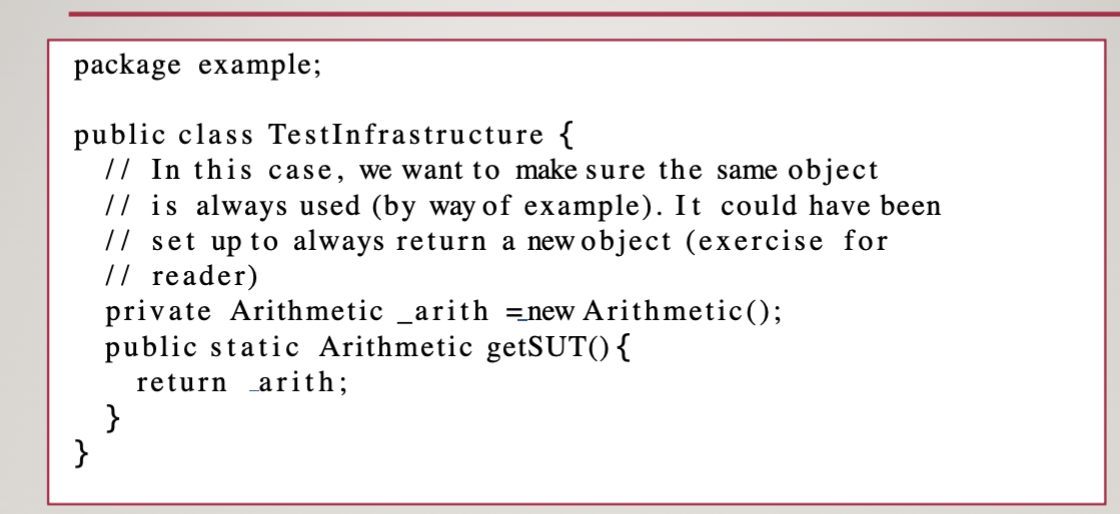 package example;
public class TestInfrastructure {
// In this case, we want to make sure the same object
// is always used (by way of example). It could have been
// set up to always return a new object (exercise for
// reader)
private Arithmetic _arith = new Arithmetic();
public static Arithmetic getSUT() {
return _arith;
}
}